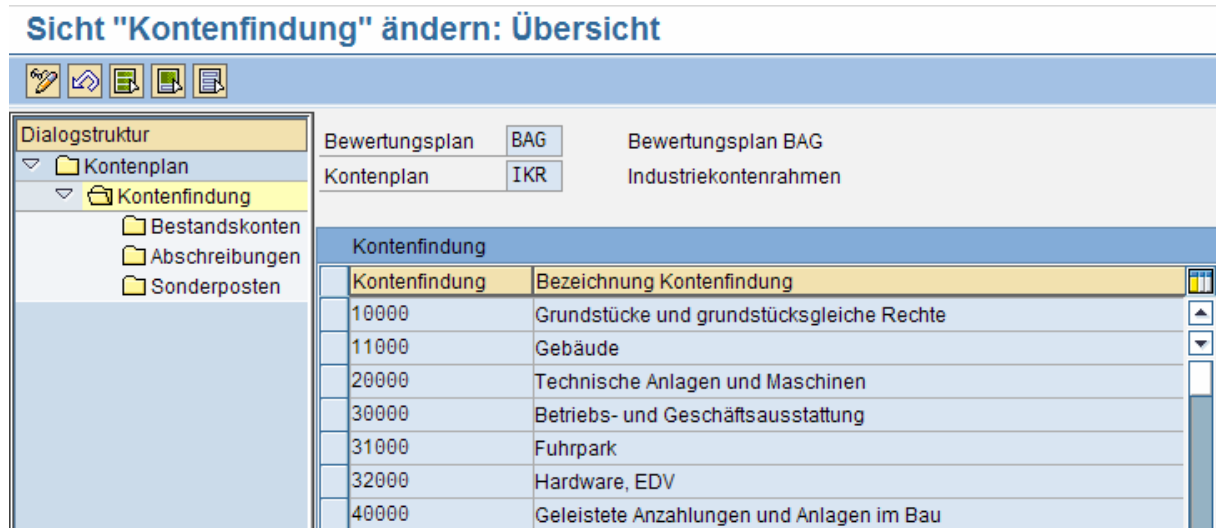 Sicht "Kontenfindung" ändern: Übersicht
Dialogstruktur
Kontenplan
Kontenfindung
Bestandskonten
Abschreibungen
Sonderposten
Bewertungsplan BAG Bewertungsplan BAG
Kontenplan IKR Industriekontenrahmen
Kontenfindung
Kontenfindung Bezeichnung Kontenfindung
10000 Grundstücke und grundstücksgleiche Rechte
11000 Gebäude
20000 Technische Anlagen und Maschinen
30000 Betriebs- und Geschäftsausstattung
31000 Fuhrpark
32000 Hardware, EDV
40000 Geleistete Anzahlungen und Anlagen im Bau